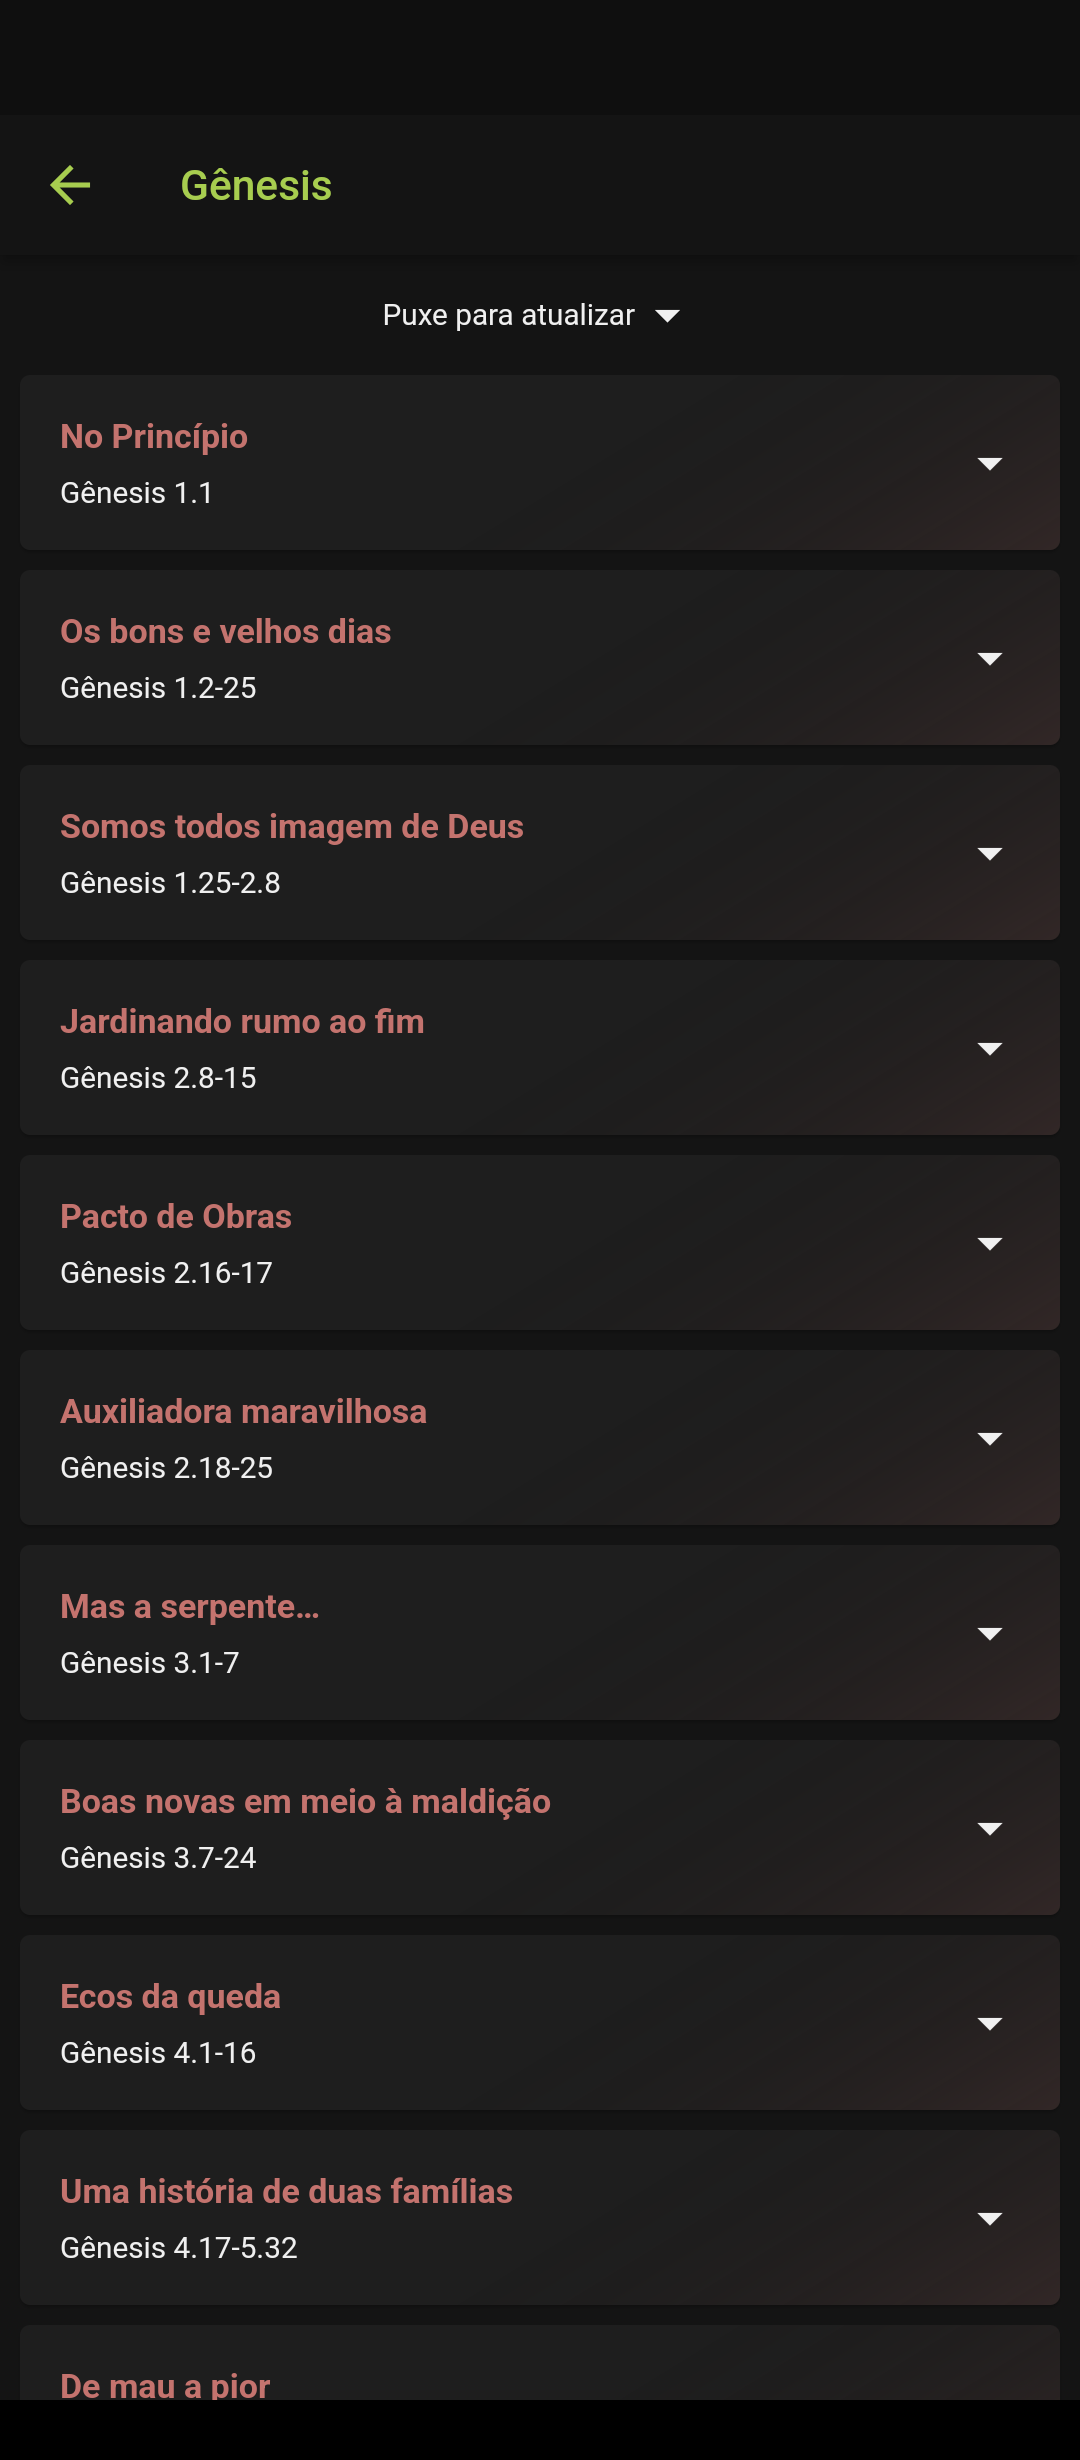 Gênesis
Puxe para atualizar
No Princípio
Gênesis 1.1
Os bons e velhos dias
Gênesis 1.2-25
Somos todos imagem de Deus
Gênesis 1.25-2.8
Jardinando rumo ao fim
Gênesis 2.8-15
Pacto de Obras
Gênesis 2.16-17
Auxiliadora maravilhosa
Gênesis 2.18-25
Mas a serpente…
Gênesis 3.1-7
Boas novas em meio à maldição
Gênesis 3.7-24
Ecos da queda
Gênesis 4.1-16
Uma história de duas famílias
Gênesis 4.17-5.32
De mau a pior